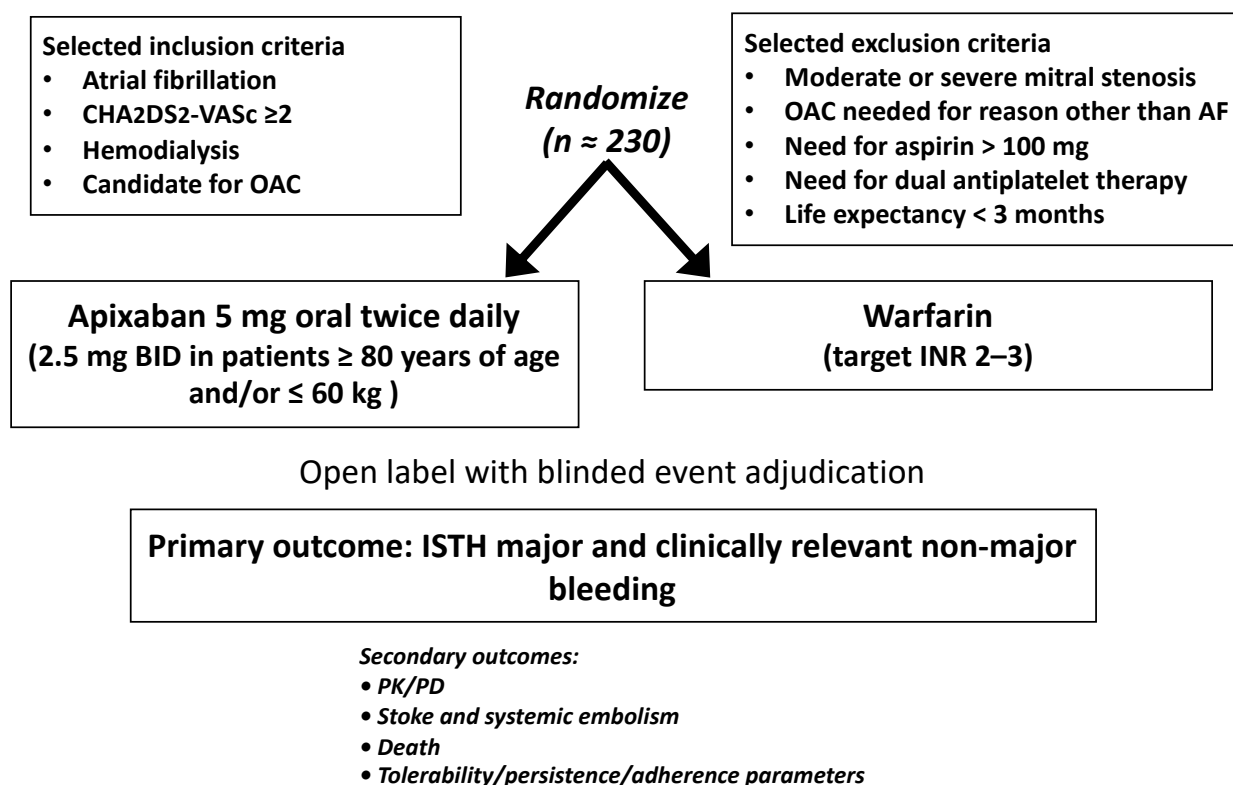 Selected inclusion criteria
• Atrial fibrillation
• CHA2DS2-VASc ≥2
• Hemodialysis
• Candidate for OAC
Randomize
(n ≈ 230)
Selected exclusion criteria
• Moderate or severe mitral stenosis
• OAC needed for reason other than AF
• Need for aspirin > 100 mg
• Need for dual antiplatelet therapy
• Life expectancy < 3 months
Apixaban 5 mg oral twice daily
(2.5 mg BID in patients ≥ 80 years of age
and/or ≤ 60 kg )
Warfarin
(target INR 2–3)
Open label with blinded event adjudication
Primary outcome: ISTH major and clinically relevant non-major
bleeding
Secondary outcomes:
• PK/PD
• Stoke and systemic embolism
• Death
• Tolerability/persistence/adherence parameters